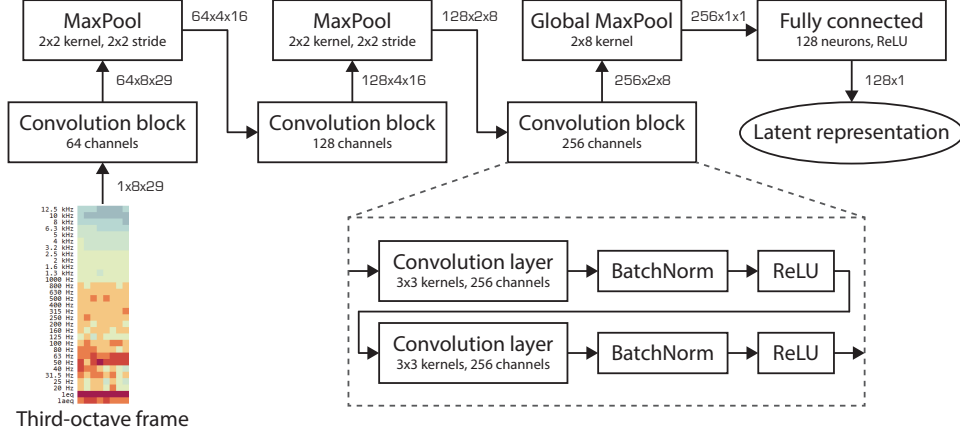 MaxPool
2x2 kernel, 2x2 stride
64x4x16
MaxPool
2x2 kernel, 2x2 stride
128x2x8
Global MaxPool
2x8 kernel
256x1x1
Fully connected
128 neurons, ReLU
64x8x29
128x4x16
256x2x8
128x1
Convolution block
64 channels
Convolution block
128 channels
Convolution block
256 channels
Latent representation
1x8x29
12.5 kHz
10 kHz
8 kHz
6.3 kHz
5 kHz
4 kHz
3.2 kHz
2.5 kHz
2 kHz
1.6 kHz
1.3 kHz
1000 Hz
800 Hz
630 Hz
500 Hz
400 Hz
315 Hz
250 Hz
200 Hz
160 Hz
125 Hz
100 Hz
80 Hz
63 Hz
50 Hz
40 Hz
31.5 Hz
25 Hz
20 Hz
leq
laeq
Third-octave frame
Convolution layer
3x3 kernels, 256 channels
BatchNorm
ReLU
Convolution layer
3x3 kernels, 256 channels
BatchNorm
ReLU